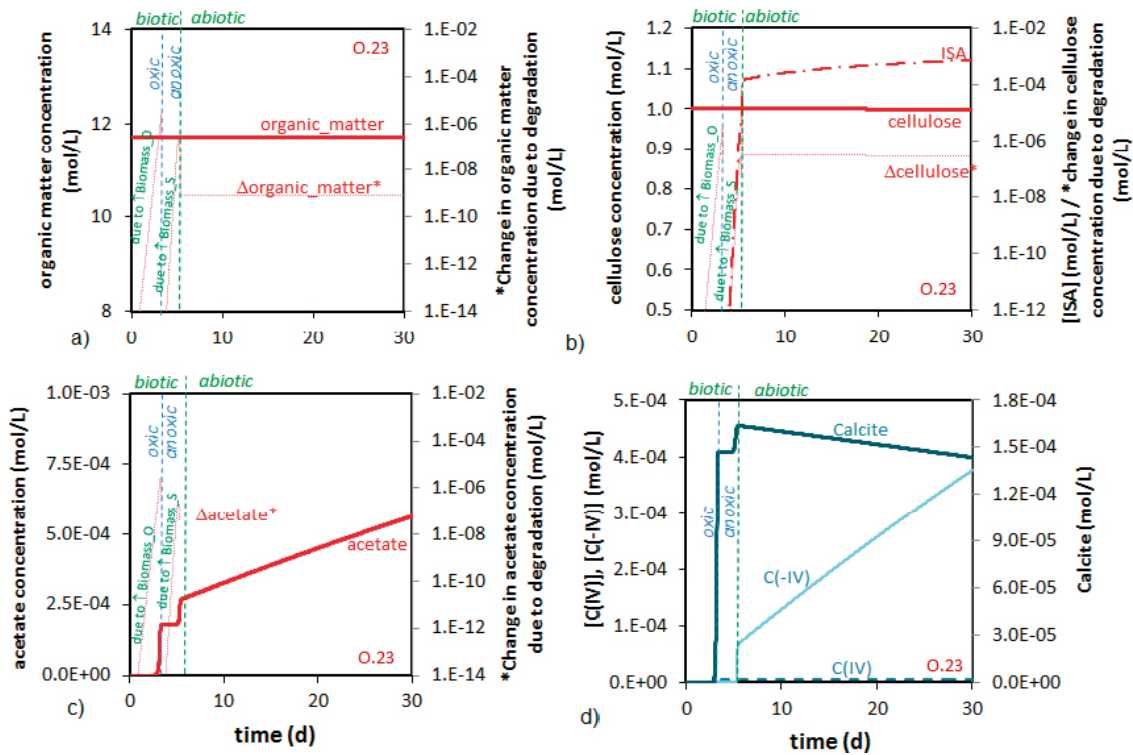 biotic abiotic
14
1.E-02
O.23
oxic
anoxic
13
1.E-04
organic_matter
12
1.E-06
due to ↑ Biomass_O
due to ↑ Biomass_S
11
1.E-08
Δorganic_matter*
10
1.E-10
9
1.E-12
8
1.E-14
0 10 20 30
organic matter concentration
(mol/L)
*Change in organic matter
concentration due to degradation
(mol/L)
a)
biotic abiotic
1.2
1.E-02
oxic
anoxic
ISA
1.1
1.E-04
1.0
cellulose
0.9
1.E-06
Δcellulose*
due to ↑ Biomass_O
duet to ↑ Biomass_S
0.8
1.E-08
0.7
1.E-10
0.6
O.23
0.5
1.E-12
0 10 20 30
cellulose concentration (mol/L)
[ISA] (mol/L) / *change in cellulose
concentration due to degradation
(mol/L)
b)
biotic abiotic
1.0E-03
1.E-02
oxic
anoxic
1.E-04
7.5E-04
1.E-06
due to ↑ Biomass_O
due to ↑ Biomass_S
Δacetate*
5.0E-04
1.E-08
acetate
1.E-10
2.5E-04
1.E-12
O.23
0.0E+00
1.E-14
0 10 20 30
acetate concentration (mol/L)
*Change in acetate concentration
due to degradation (mol/L)
c)
time (d)
biotic abiotic
5.E-04
1.8E-04
Calcite
4.E-04
1.5E-04
oxic
anoxic
3.E-04
1.2E-04
9.E-05
2.E-04
C(-IV)
6.E-05
1.E-04
3.E-05
C(IV)
O.23
0.E+00
0.E+00
0 10 20 30
[C(IV)], [C(-IV)] (mol/L)
Calcite (mol/L)
d)
time (d)